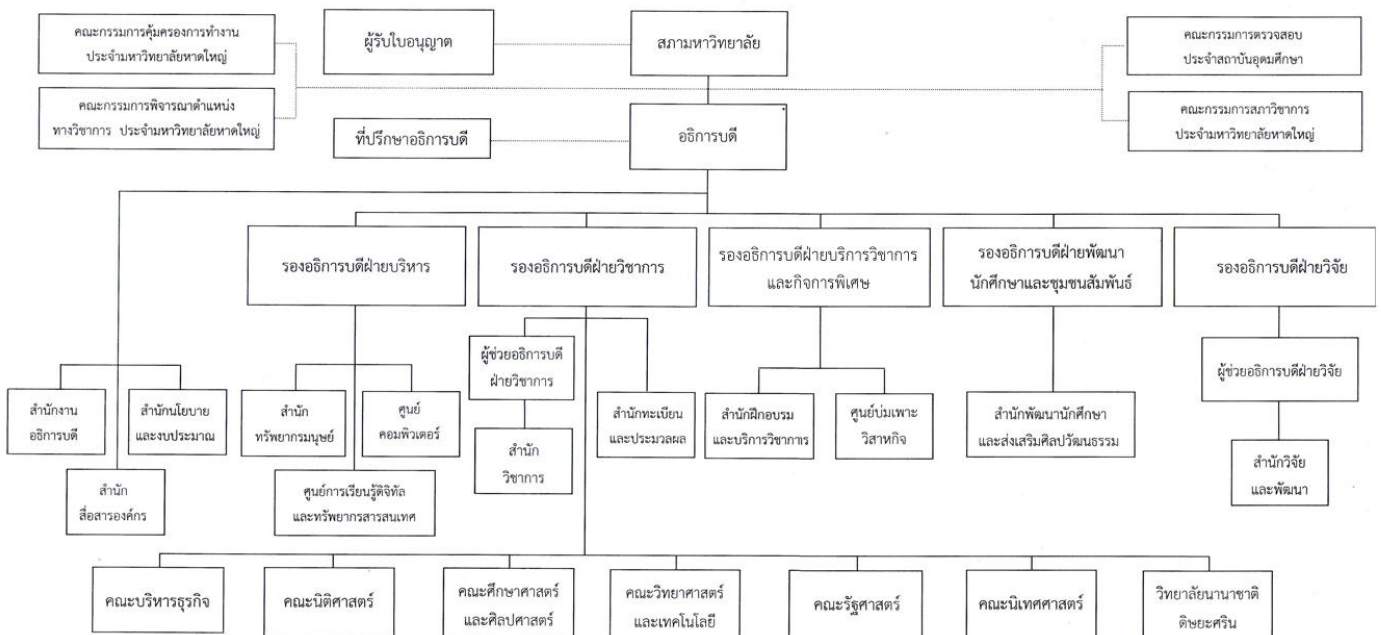 คณะกรรมการคุ้มครองการทำงาน
ประจำมหาวิทยาลัยหาดใหญ่
ผู้รับใบอนุญาต
สภามหาวิทยาลัย
คณะกรรมการตรวจสอบ
ประจำสถาบันอุดมศึกษา
คณะกรรมการพิจารณาตำแหน่ง
ทางวิชาการ ประจำมหาวิทยาลัยหาดใหญ่
คณะกรรมการสภาวิชาการ
ประจำมหาวิทยาลัยหาดใหญ่
ที่ปรึกษาอธิการบดี
อธิการบดี
รองอธิการบดีฝ่ายบริหาร
รองอธิการบดีฝ่ายวิชาการ
รองอธิการบดีฝ่ายบริการวิชาการ
และกิจการพิเศษ
รองอธิการบดีฝ่ายพัฒนา
นักศึกษาและชุมชนสัมพันธ์
รองอธิการบดีฝ่ายวิจัย
ผู้ช่วยอธิการบดี
ฝ่ายวิชาการ
ผู้ช่วยอธิการบดีฝ่ายวิจัย
สำนักงาน
อธิการบดี
สำนักนโยบาย
และงบประมาณ
สำนัก
ทรัพยากรมนุษย์
ศูนย์
คอมพิวเตอร์
สำนัก
วิชาการ
สำนักทะเบียน
และประมวลผล
สำนักฝึกอบรม
และบริการวิชาการ
ศูนย์บ่มเพาะ
วิสาหกิจ
สำนักพัฒนานักศึกษา
และส่งเสริมศิลปวัฒนธรรม
สำนักวิจัย
และพัฒนา
สำนัก
สื่อสารองค์กร
ศูนย์การเรียนรู้ดิจิทัล
และทรัพยากรสารสนเทศ
คณะบริหารธุรกิจ
คณะนิติศาสตร์
คณะศึกษาศาสตร์
และศิลปศาสตร์
คณะวิทยาศาสตร์
และเทคโนโลยี
คณะรัฐศาสตร์
คณะนิเทศศาสตร์
วิทยาลัยนานาชาติ
ดิษยะศริน